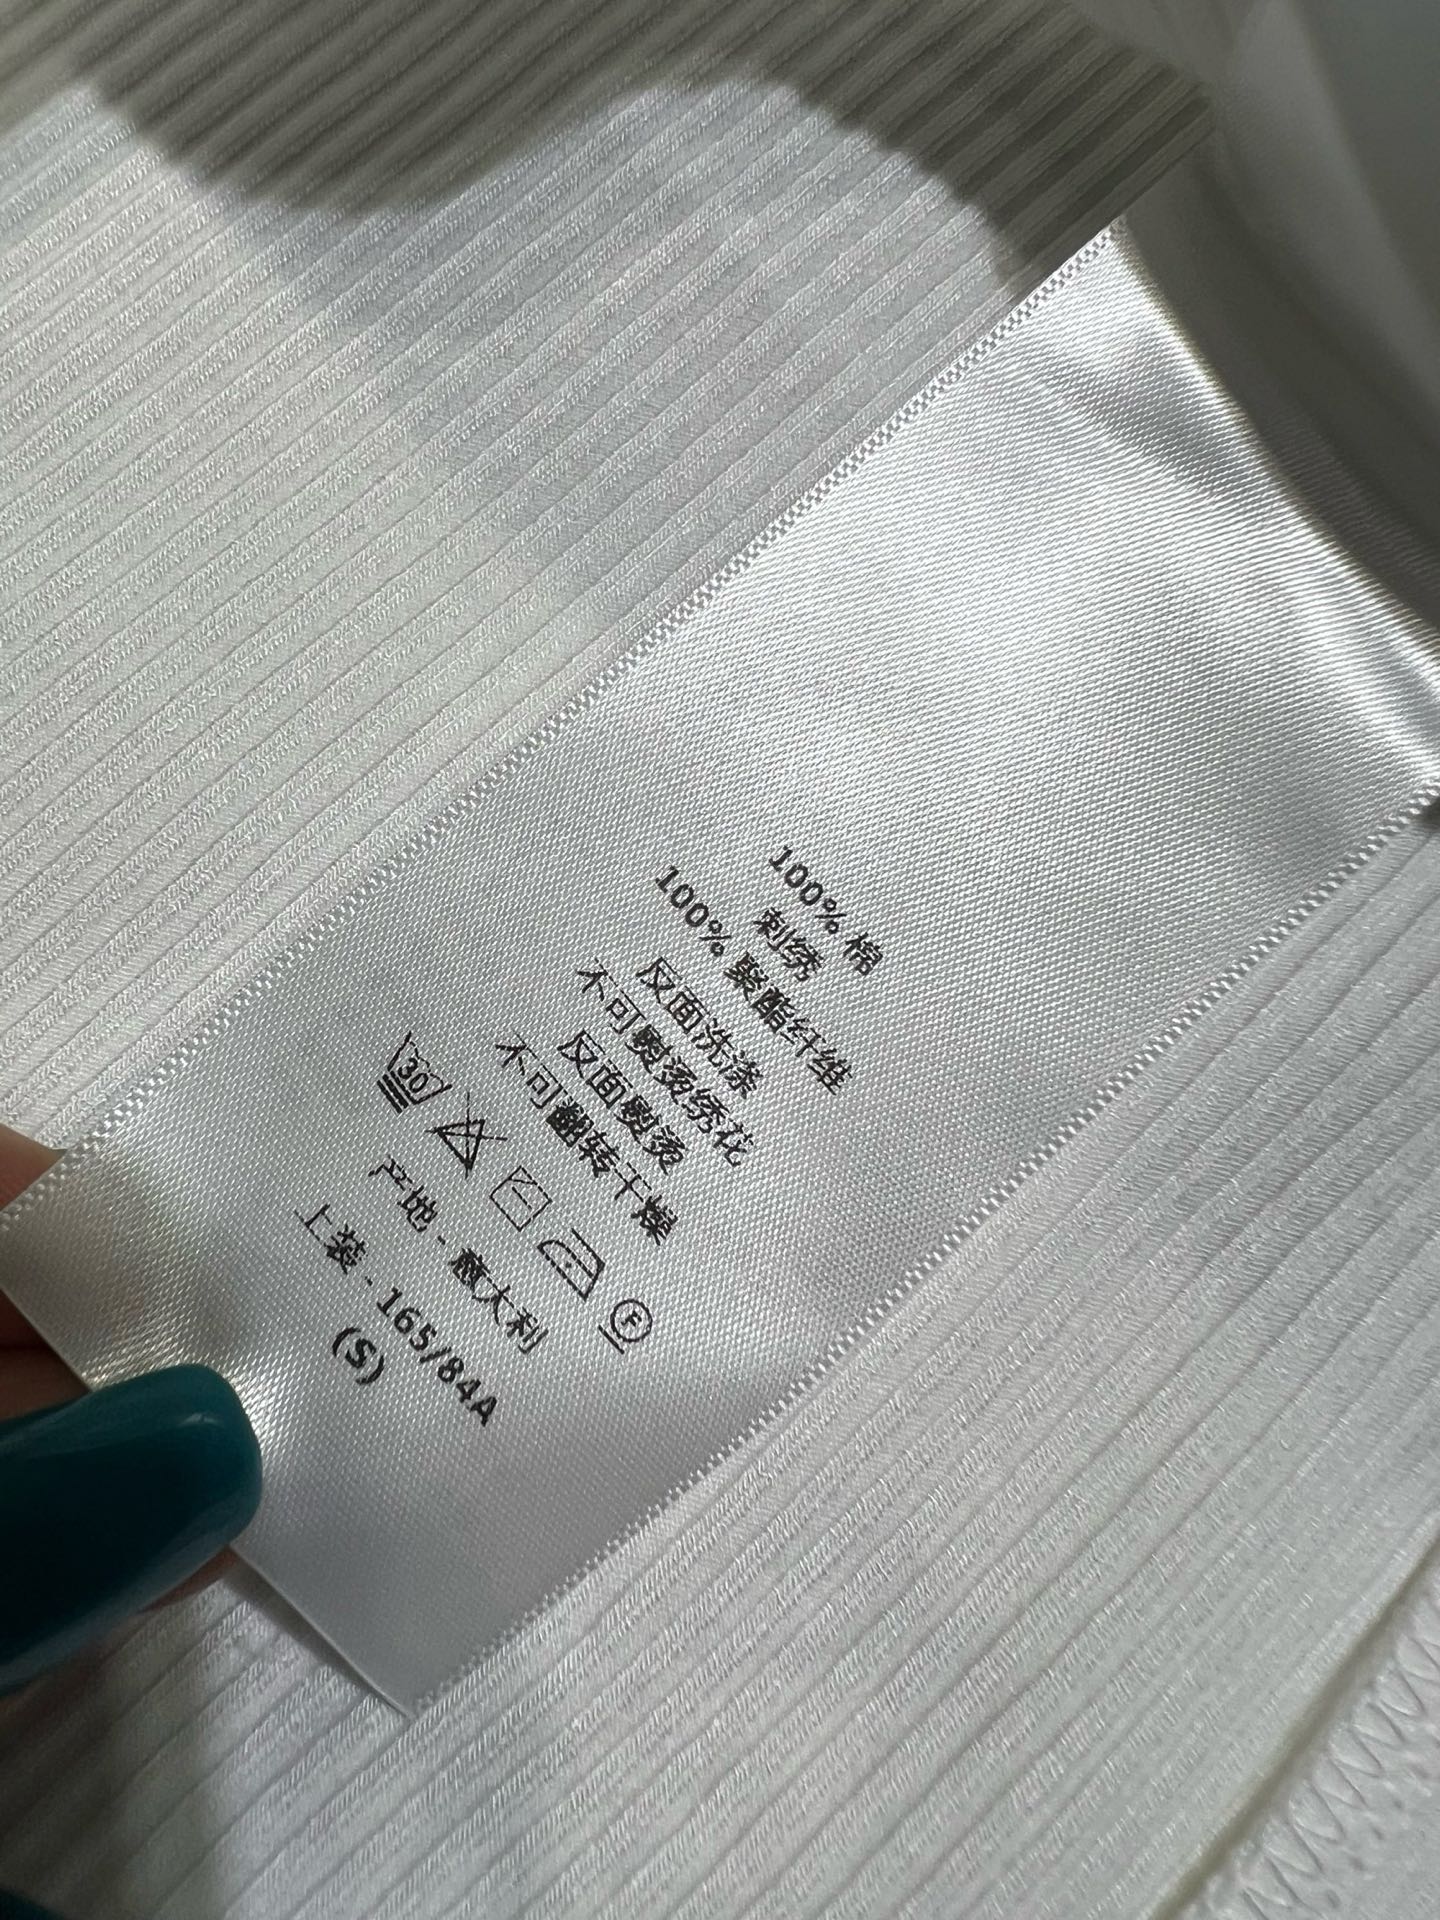 100% 棉
刺绣
100% 聚酯纤维
反面洗涤
不可熨烫绣花
反面熨烫
不可翻转干燥
30 F
产地 - 意大利
上装 - 165/84A
(S)